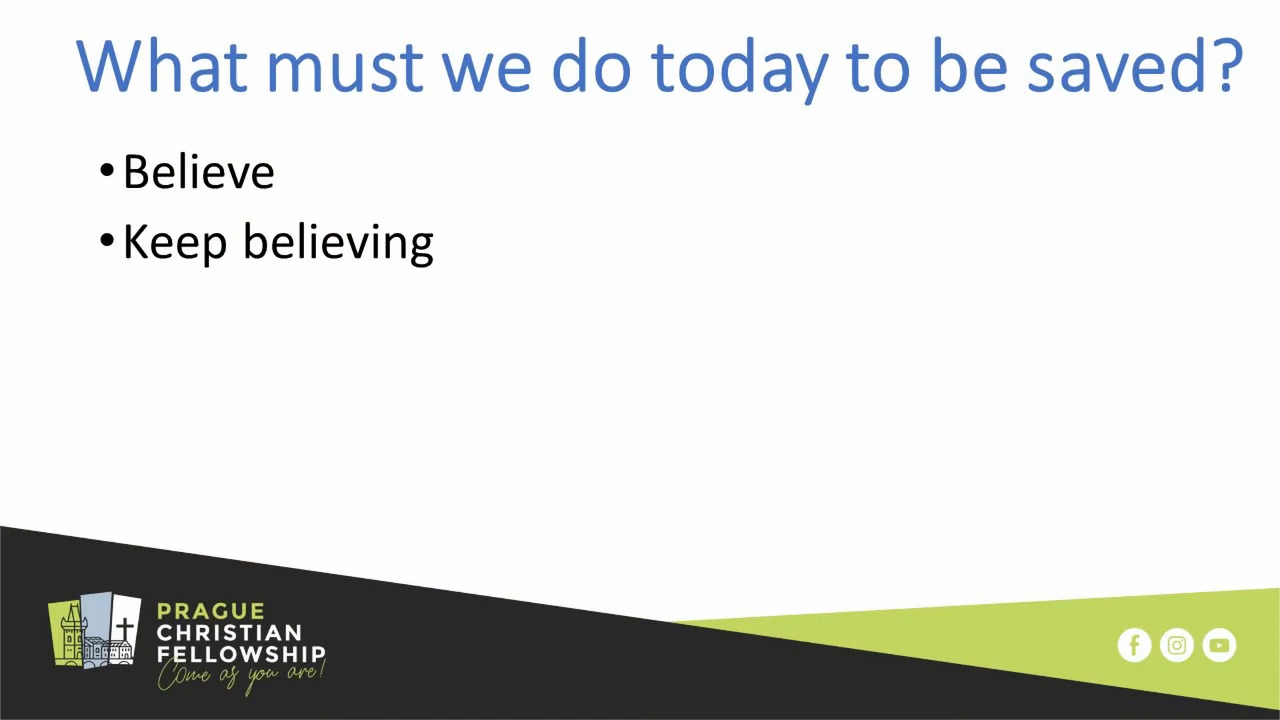 What must we do today to be saved?
•Believe
•Keep believing
PRAGUE
CHRISTIAN
FELLOWSHIP
Come as you are!